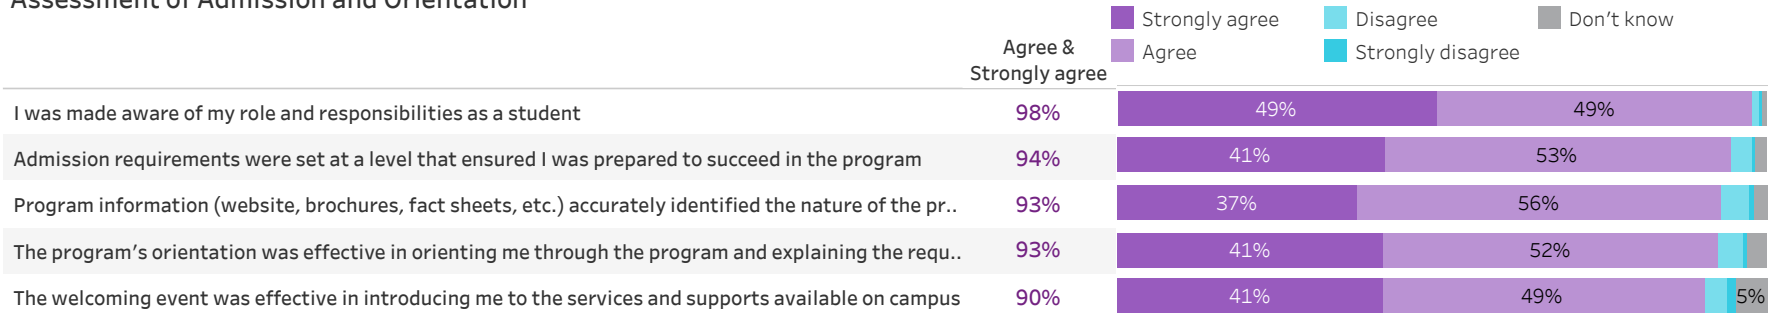 Assessment of Admission and Orientation
Strongly agree
Disagree
Don't know
Agree
Strongly disagree
Agree &
Strongly agree
I was made aware of my role and responsibilities as a student 98% 49% 49%
Admission requirements were set at a level that ensured I was prepared to succeed in the program 94% 41% 53%
Program information (website, brochures, fact sheets, etc.) accurately identified the nature of the pr.. 93% 37% 56%
The program's orientation was effective in orienting me through the program and explaining the requ.. 93% 41% 52%
The welcoming event was effective in introducing me to the services and supports available on campus 90% 41% 49% 5%